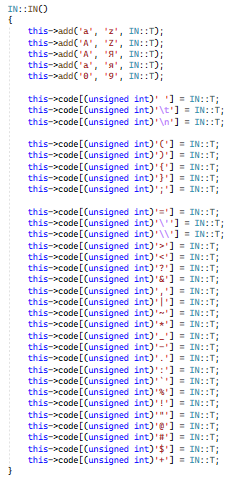 IN::IN()
{
this->add('a', 'z', IN::T);
this->add('A', 'Z', IN::T);
this->add('А', 'Я', IN::T);
this->add('а', 'я', IN::T);
this->add('0', '9', IN::T);
this->code[(unsigned int)' '] = IN::T;
this->code[(unsigned int)'\t'] = IN::T;
this->code[(unsigned int)'\n'] = IN::T;
this->code[(unsigned int)'('] = IN::T;
this->code[(unsigned int)')'] = IN::T;
this->code[(unsigned int)'{'] = IN::T;
this->code[(unsigned int)'}'] = IN::T;
this->code[(unsigned int)';'] = IN::T;
this->code[(unsigned int)'='] = IN::T;
this->code[(unsigned int)'\''] = IN::T;
this->code[(unsigned int)'\\'] = IN::T;
this->code[(unsigned int)'>'] = IN::T;
this->code[(unsigned int)'<'] = IN::T;
this->code[(unsigned int)'?'] = IN::T;
this->code[(unsigned int)'&'] = IN::T;
this->code[(unsigned int)','] = IN::T;
this->code[(unsigned int)'|'] = IN::T;
this->code[(unsigned int)'~'] = IN::T;
this->code[(unsigned int)'*'] = IN::T;
this->code[(unsigned int)'_'] = IN::T;
this->code[(unsigned int)'-'] = IN::T;
this->code[(unsigned int)'.'] = IN::T;
this->code[(unsigned int)':'] = IN::T;
this->code[(unsigned int)'`'] = IN::T;
this->code[(unsigned int)'%'] = IN::T;
this->code[(unsigned int)'!'] = IN::T;
this->code[(unsigned int)'"'] = IN::T;
this->code[(unsigned int)'@'] = IN::T;
this->code[(unsigned int)'#'] = IN::T;
this->code[(unsigned int)'$'] = IN::T;
this->code[(unsigned int)'+'] = IN::T;
}